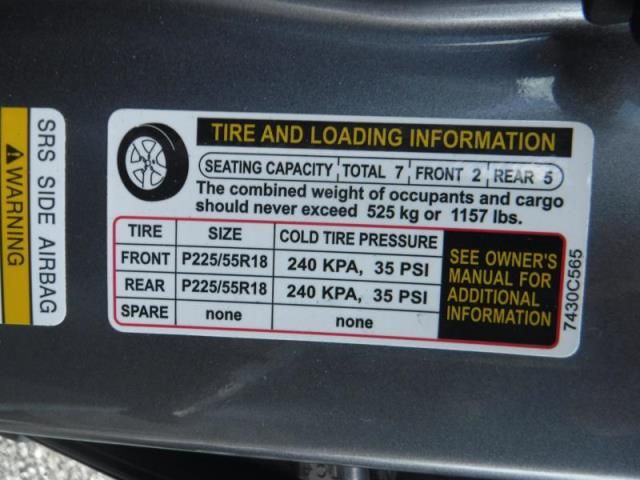 SRS SIDE AIRBAG
WARNING
TIRE AND LOADING INFORMATION
SEATING CAPACITY TOTAL 7 FRONT 2 REAR 5
The combined weight of occupants and cargo
should never exceed 525 kg or 1157 lbs.
TIRE SIZE COLD TIRE PRESSURE
FRONT P225/55R18 240 KPA, 35 PSI
REAR P225/55R18 240 KPA, 35 PSI
SPARE none none
SEE OWNER'S
MANUAL FOR
ADDITIONAL
INFORMATION
7430C565